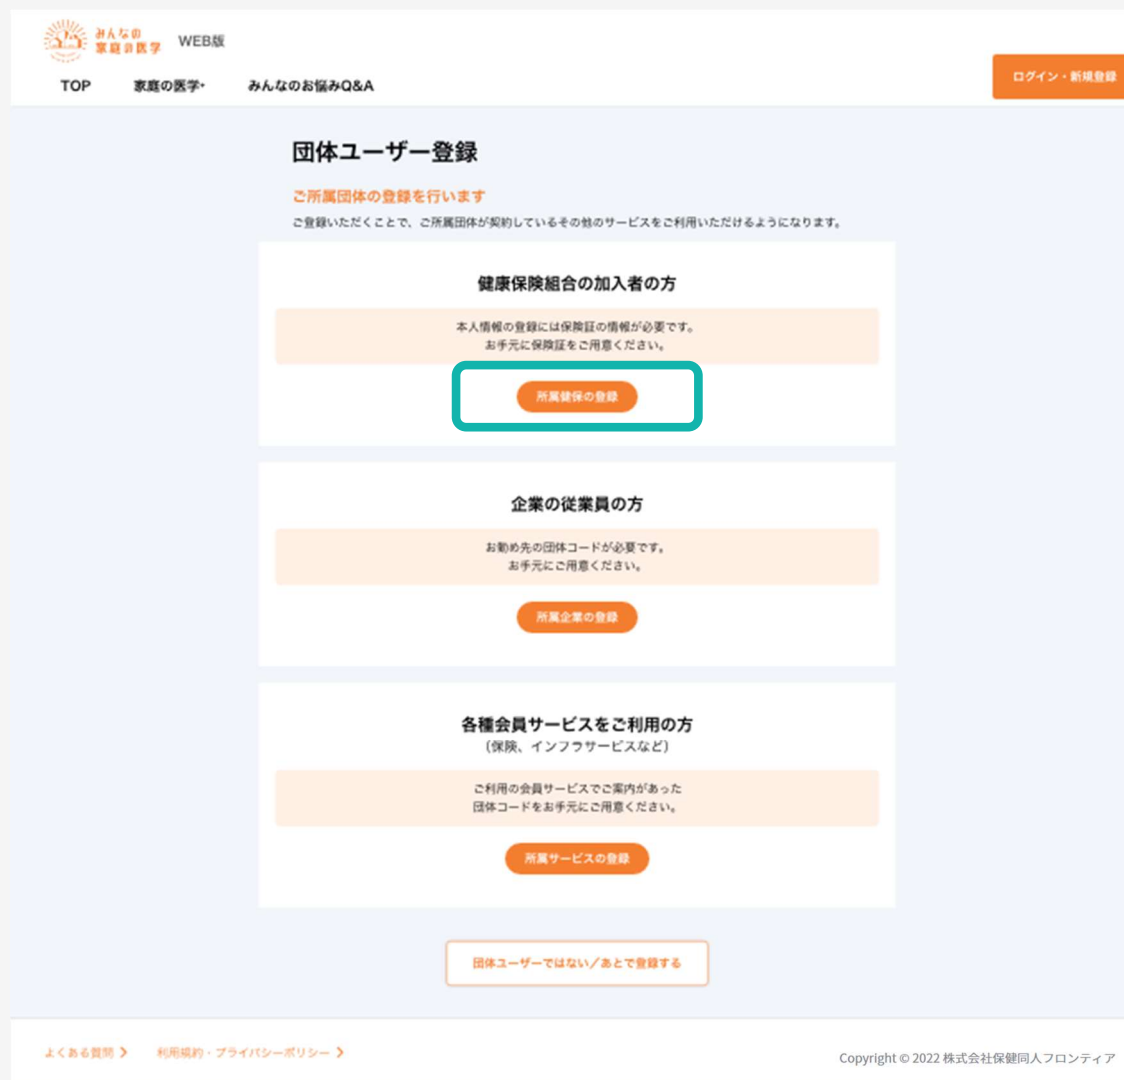 みんなの
家庭の医学 WEB版
TOP 家庭の医学 みんなのお悩みQ&A
ログイン・新規登録
団体ユーザー登録
ご所属団体の登録を行います
ご登録いただくことで、ご所属団体が契約しているその他のサービスをご利用いただけるようになります。
健康保険組合の加入者の方
本人情報の登録には保険証の情報が必要です。
お手元に保険証をご用意ください。
所属健保の登録
企業の従業員の方
お勤め先の団体コードが必要です。
お手元にご用意ください。
所属企業の登録
各種会員サービスをご利用の方
（保険、インフラサービスなど）
ご利用の会員サービスでご案内があった
団体コードをお手元にご用意ください。
所属サービスの登録
団体ユーザーではない／あとで登録する
よくある質問 利用規約・プライバシーポリシー
Copyright © 2022 株式会社保健同人フロンティア